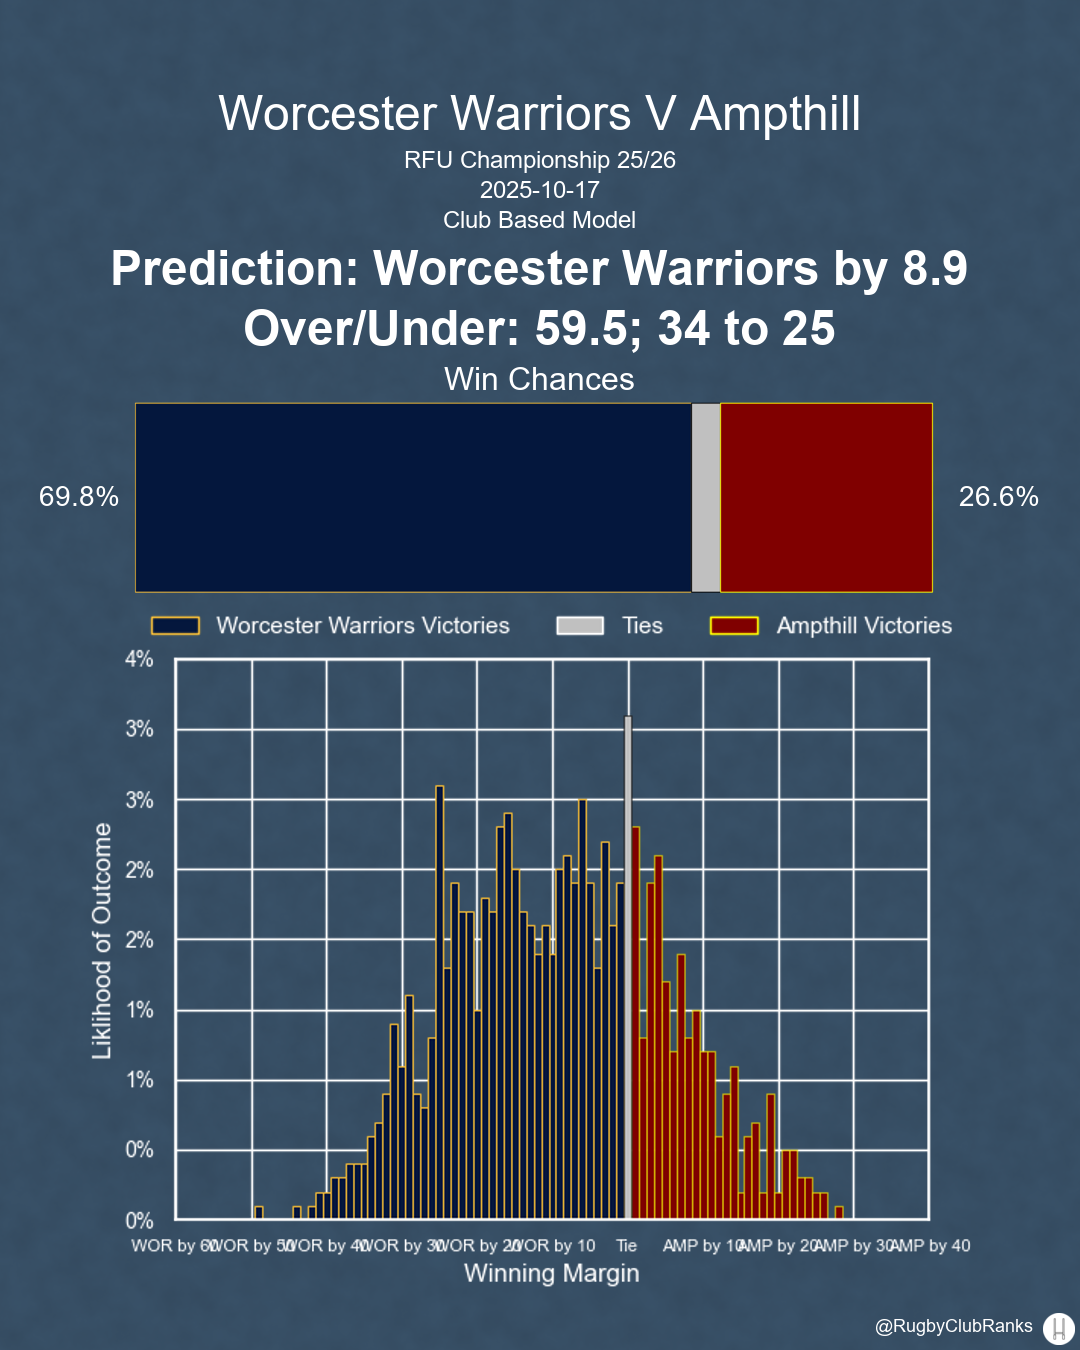 Worcester Warriors V Ampthill
RFU Championship 25/26
2025-10-17
Club Based Model
Prediction: Worcester Warriors by 8.9
Over/Under: 59.5; 34 to 25
Win Chances
69.8%
26.6%
Worcester Warriors Victories
Ties
Ampthill Victories
4%
3%
3%
2%
2%
1%
1%
0%
0%
Liklihood of Outcome
WOR by 60
WOR by 50
WOR by 40
WOR by 30
WOR by 20
WOR by 10
Tie
AMP by 10
AMP by 20
AMP by 30
AMP by 40
Winning Margin
@RugbyClubRanks